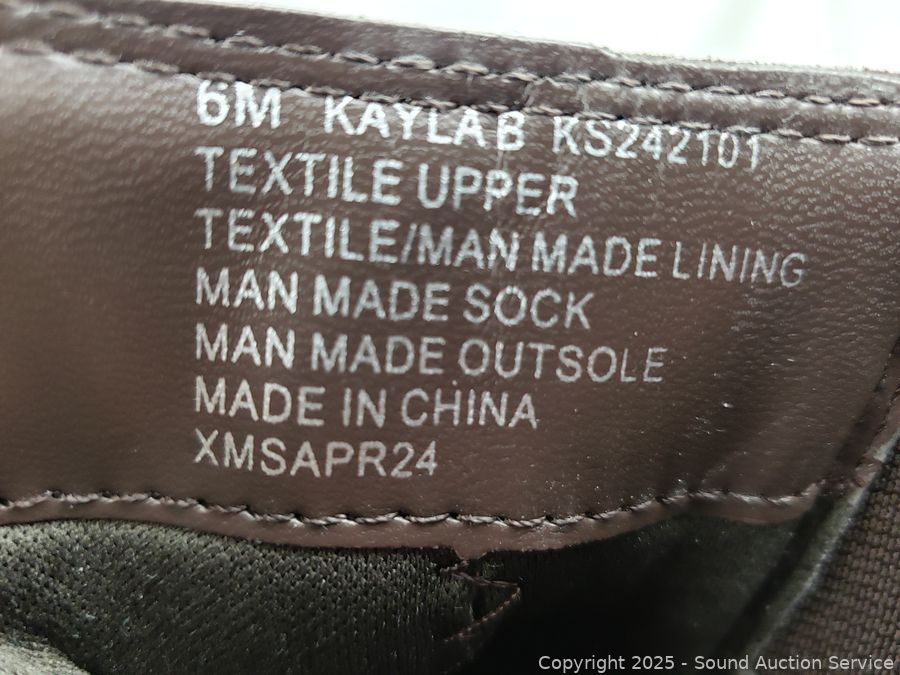 6M KAYLA B KS242101
TEXTILE UPPER
TEXTILE/MAN MADE LINING
MAN MADE SOCK
MAN MADE OUTSOLE
MADE IN CHINA
XMSAPR24
Copyright 2025 - Sound Auction Service